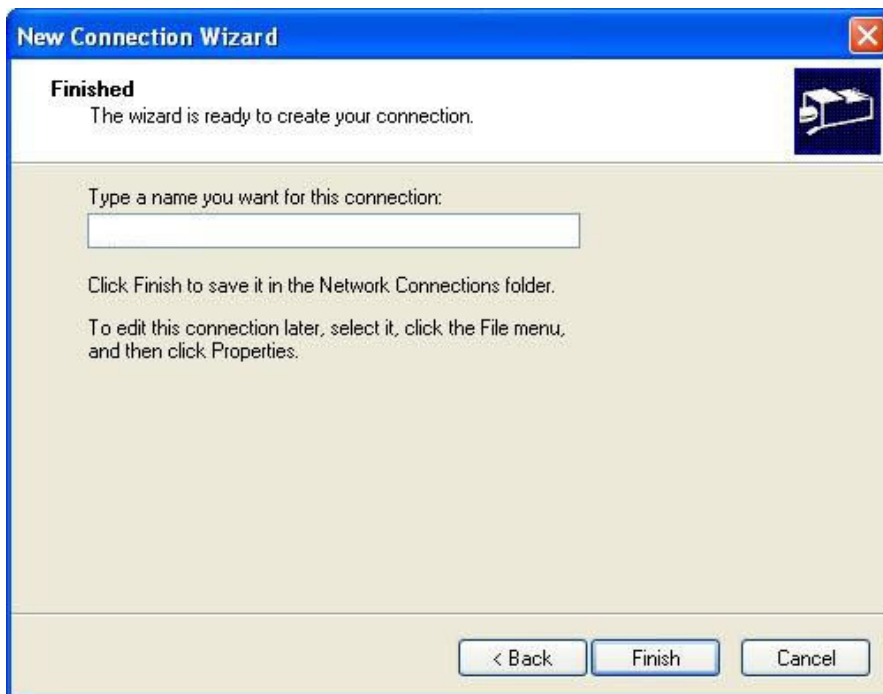 New Connection Wizard
Finished
The wizard is ready to create your connection.
Type a name you want for this connection:
Click Finish to save it in the Network Connections folder.
To edit this connection later, select it, click the File menu,
and then click Properties.
< Back
Finish
Cancel